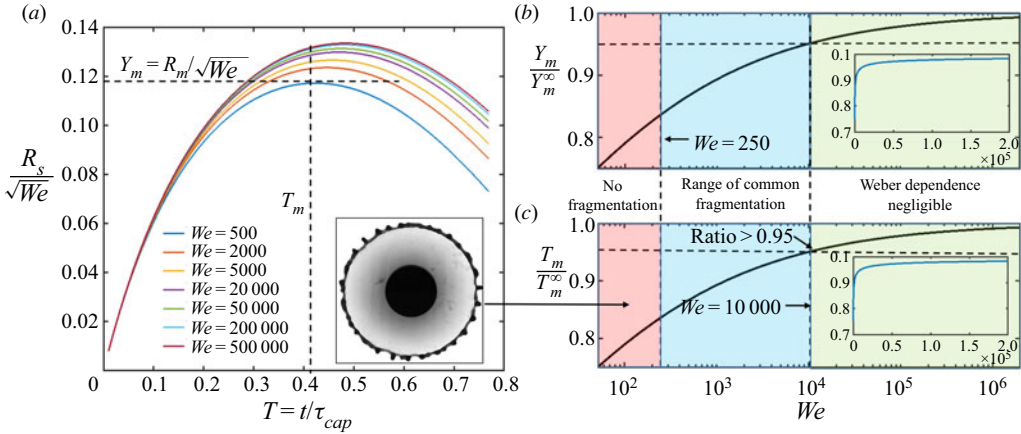 (a)
0.14
0.12
0.10
0.08
0.06
0.04
0.02
0
0.1
0.2
0.3
0.4
0.5
0.6
0.7
0.8
R_s
√We
T = t/τ_cap
Y_m = R_m/√We
T_m
We = 500
We = 2000
We = 5000
We = 20 000
We = 50 000
We = 200 000
We = 500 000
(b)
1.0
0.9
0.8
Y_m
Y_m^∞
We = 250
0.1
0.9
0.8
0.7
0
0.5
1.0
1.5
2.0
×10^5
No
fragmentation
Range of common
fragmentation
Weber dependence
negligible
(c)
1.0
0.9
0.8
T_m
T_m^∞
Ratio > 0.95
We = 10 000
0.1
0.9
0.8
0.7
0
0.5
1.0
1.5
2.0
×10^5
10^2
10^3
10^4
10^5
10^6
We